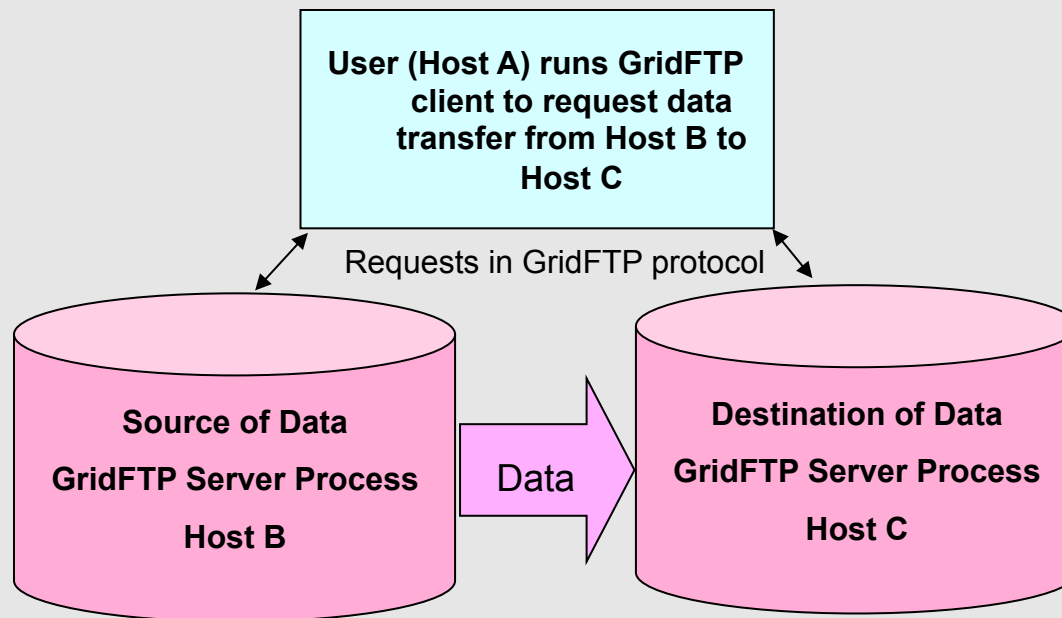 User (Host A) runs GridFTP
client to request data
transfer from Host B to
Host C
Requests in GridFTP protocol
Source of Data
GridFTP Server Process
Host B
Data
Destination of Data
GridFTP Server Process
Host C